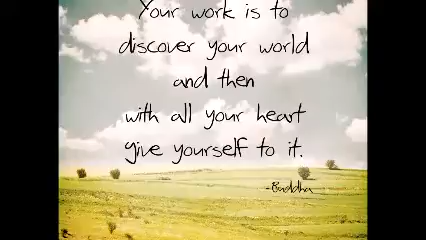 Your work is to
discover your world
and then
with all your heart
give yourself to it.
-Buddha